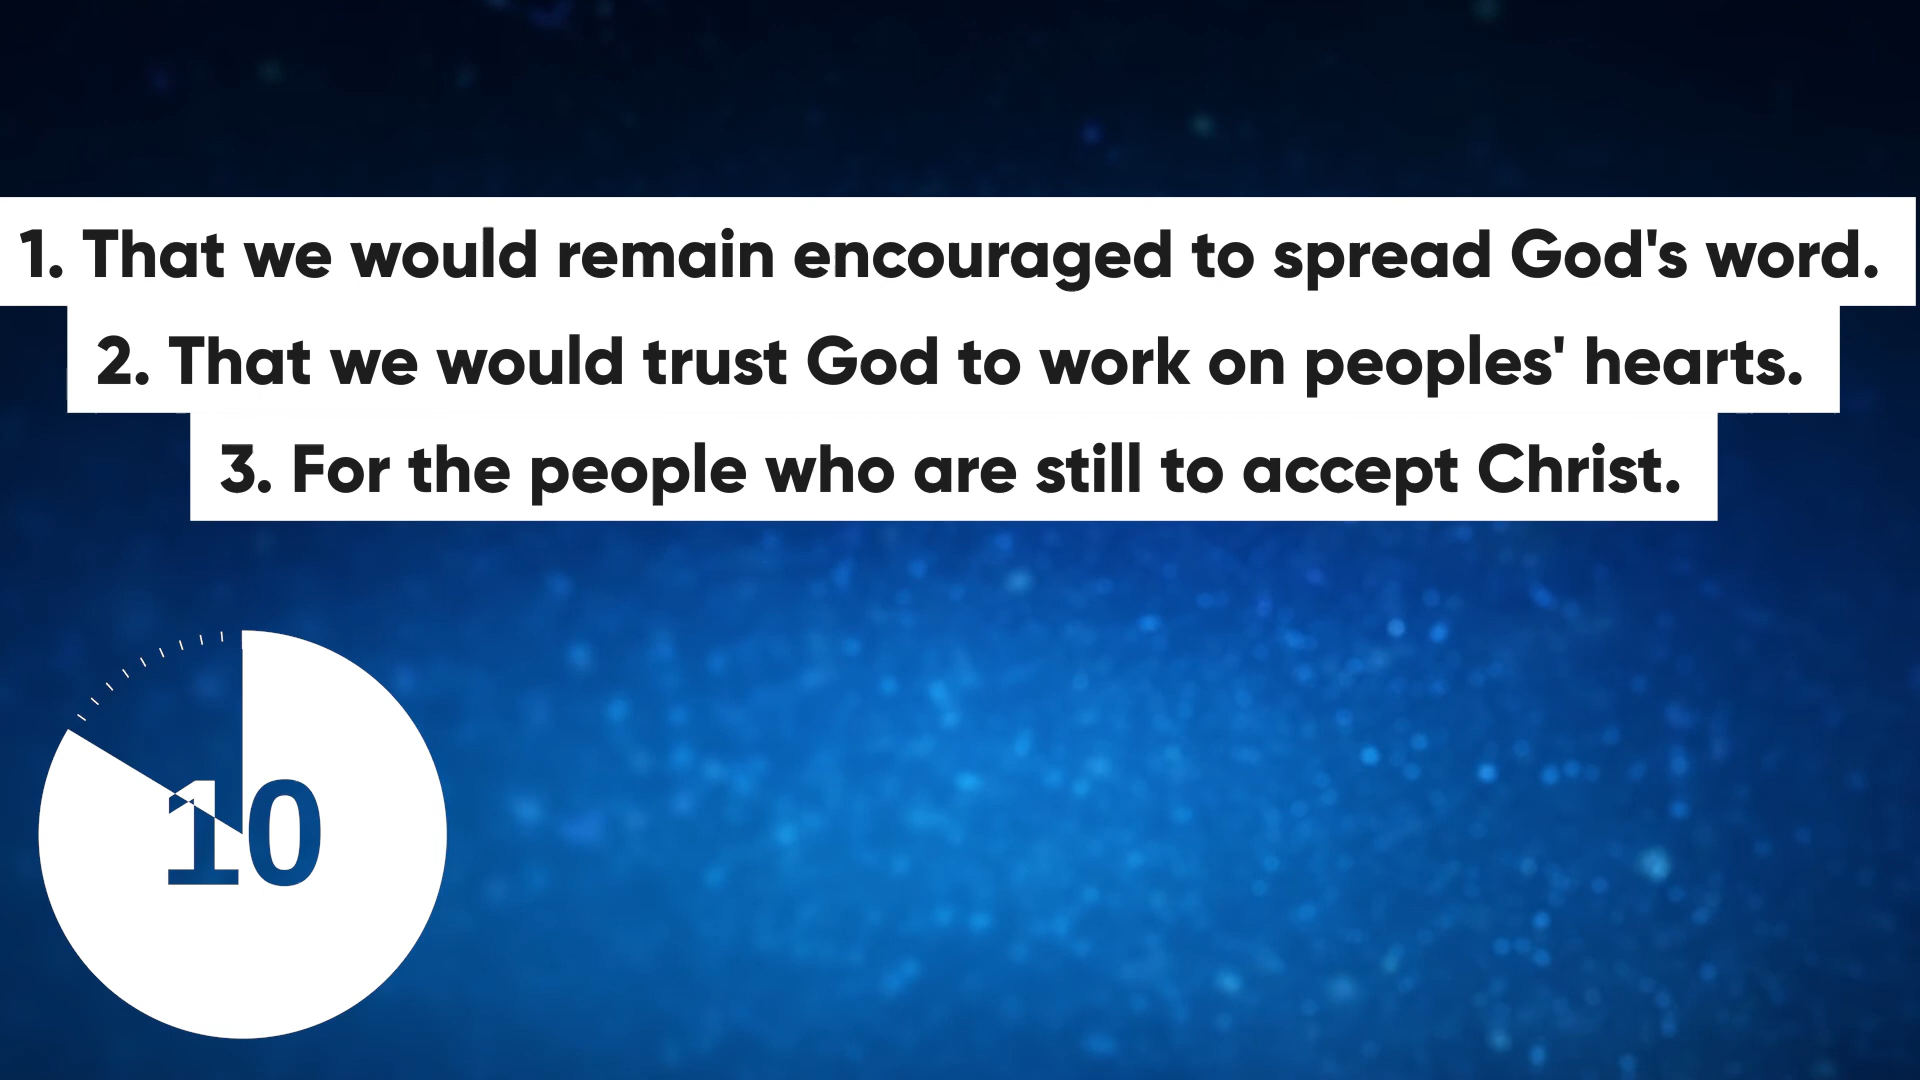 1. That we would remain encouraged to spread God's word.
2. That we would trust God to work on peoples' hearts.
3. For the people who are still to accept Christ.
10